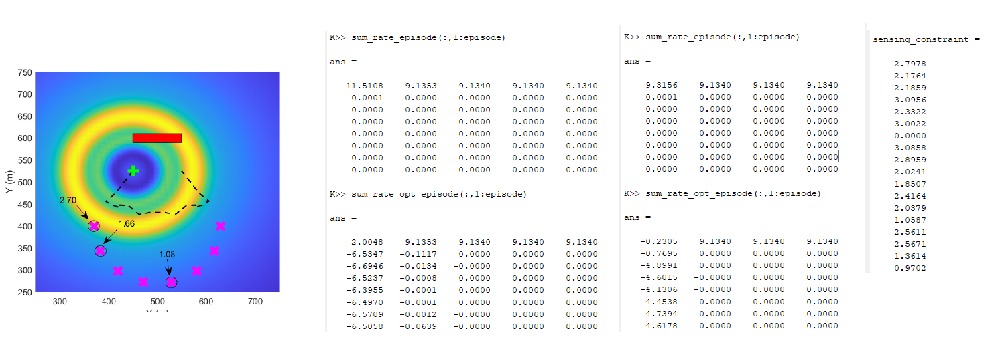 750
700
650
600
550
500
450
400
350
300
250
Y (m)
2.70
1.66
1.08
300 400 500 600 700
K>> sum_rate_episode(:,1:episode)
ans =
11.5108 9.1353 9.1340 9.1340 9.1340
0.0001 0.0000 0.0000 0.0000 0.0000
0.0000 0.0000 0.0000 0.0000 0.0000
0.0000 0.0000 0.0000 0.0000 0.0000
0.0000 0.0000 0.0000 0.0000 0.0000
0.0000 0.0000 0.0000 0.0000 0.0000
0.0000 0.0000 0.0000 0.0000 0.0000
0.0000 0.0000 0.0000 0.0000 0.0000
K>> sum_rate_opt_episode(:,1:episode)
ans =
2.0048 9.1353 9.1340 9.1340 9.1340
-6.5347 -0.1117 0.0000 0.0000 0.0000
-6.6946 -0.0134 -0.0000 0.0000 0.0000
-6.5237 -0.0008 0.0000 0.0000 0.0000
-6.3955 -0.0001 0.0000 0.0000 0.0000
-6.4970 -0.0001 0.0000 0.0000 0.0000
-6.5709 -0.0012 -0.0000 0.0000 0.0000
-6.5058 -0.0639 -0.0000 0.0000 0.0000
K>> sum_rate_episode(:,1:episode)
ans =
9.3156 9.1340 9.1340 9.1340
0.0001 0.0000 0.0000 0.0000
0.0000 0.0000 0.0000 0.0000
0.0000 0.0000 0.0000 0.0000
0.0000 0.0000 0.0000 0.0000
0.0000 0.0000 0.0000 0.0000
0.0000 0.0000 0.0000 0.0000
0.0000 0.0000 0.0000 0.0000
K>> sum_rate_opt_episode(:,1:episode)
ans =
-0.2305 9.1340 9.1340 9.1340
-0.7695 0.0000 0.0000 0.0000
-4.8991 0.0000 0.0000 0.0000
-4.6015 -0.0000 0.0000 0.0000
-4.1306 -0.0000 0.0000 0.0000
-4.4538 0.0000 0.0000 0.0000
-4.7394 -0.0000 0.0000 0.0000
-4.6178 -0.0000 0.0000 0.0000
sensing_constraint =
2.7978
2.1764
2.1859
3.0956
2.3322
3.0022
0.0000
3.0858
2.8959
2.0241
1.8507
2.4164
2.0379
1.0587
2.5611
2.5671
1.3614
0.9702